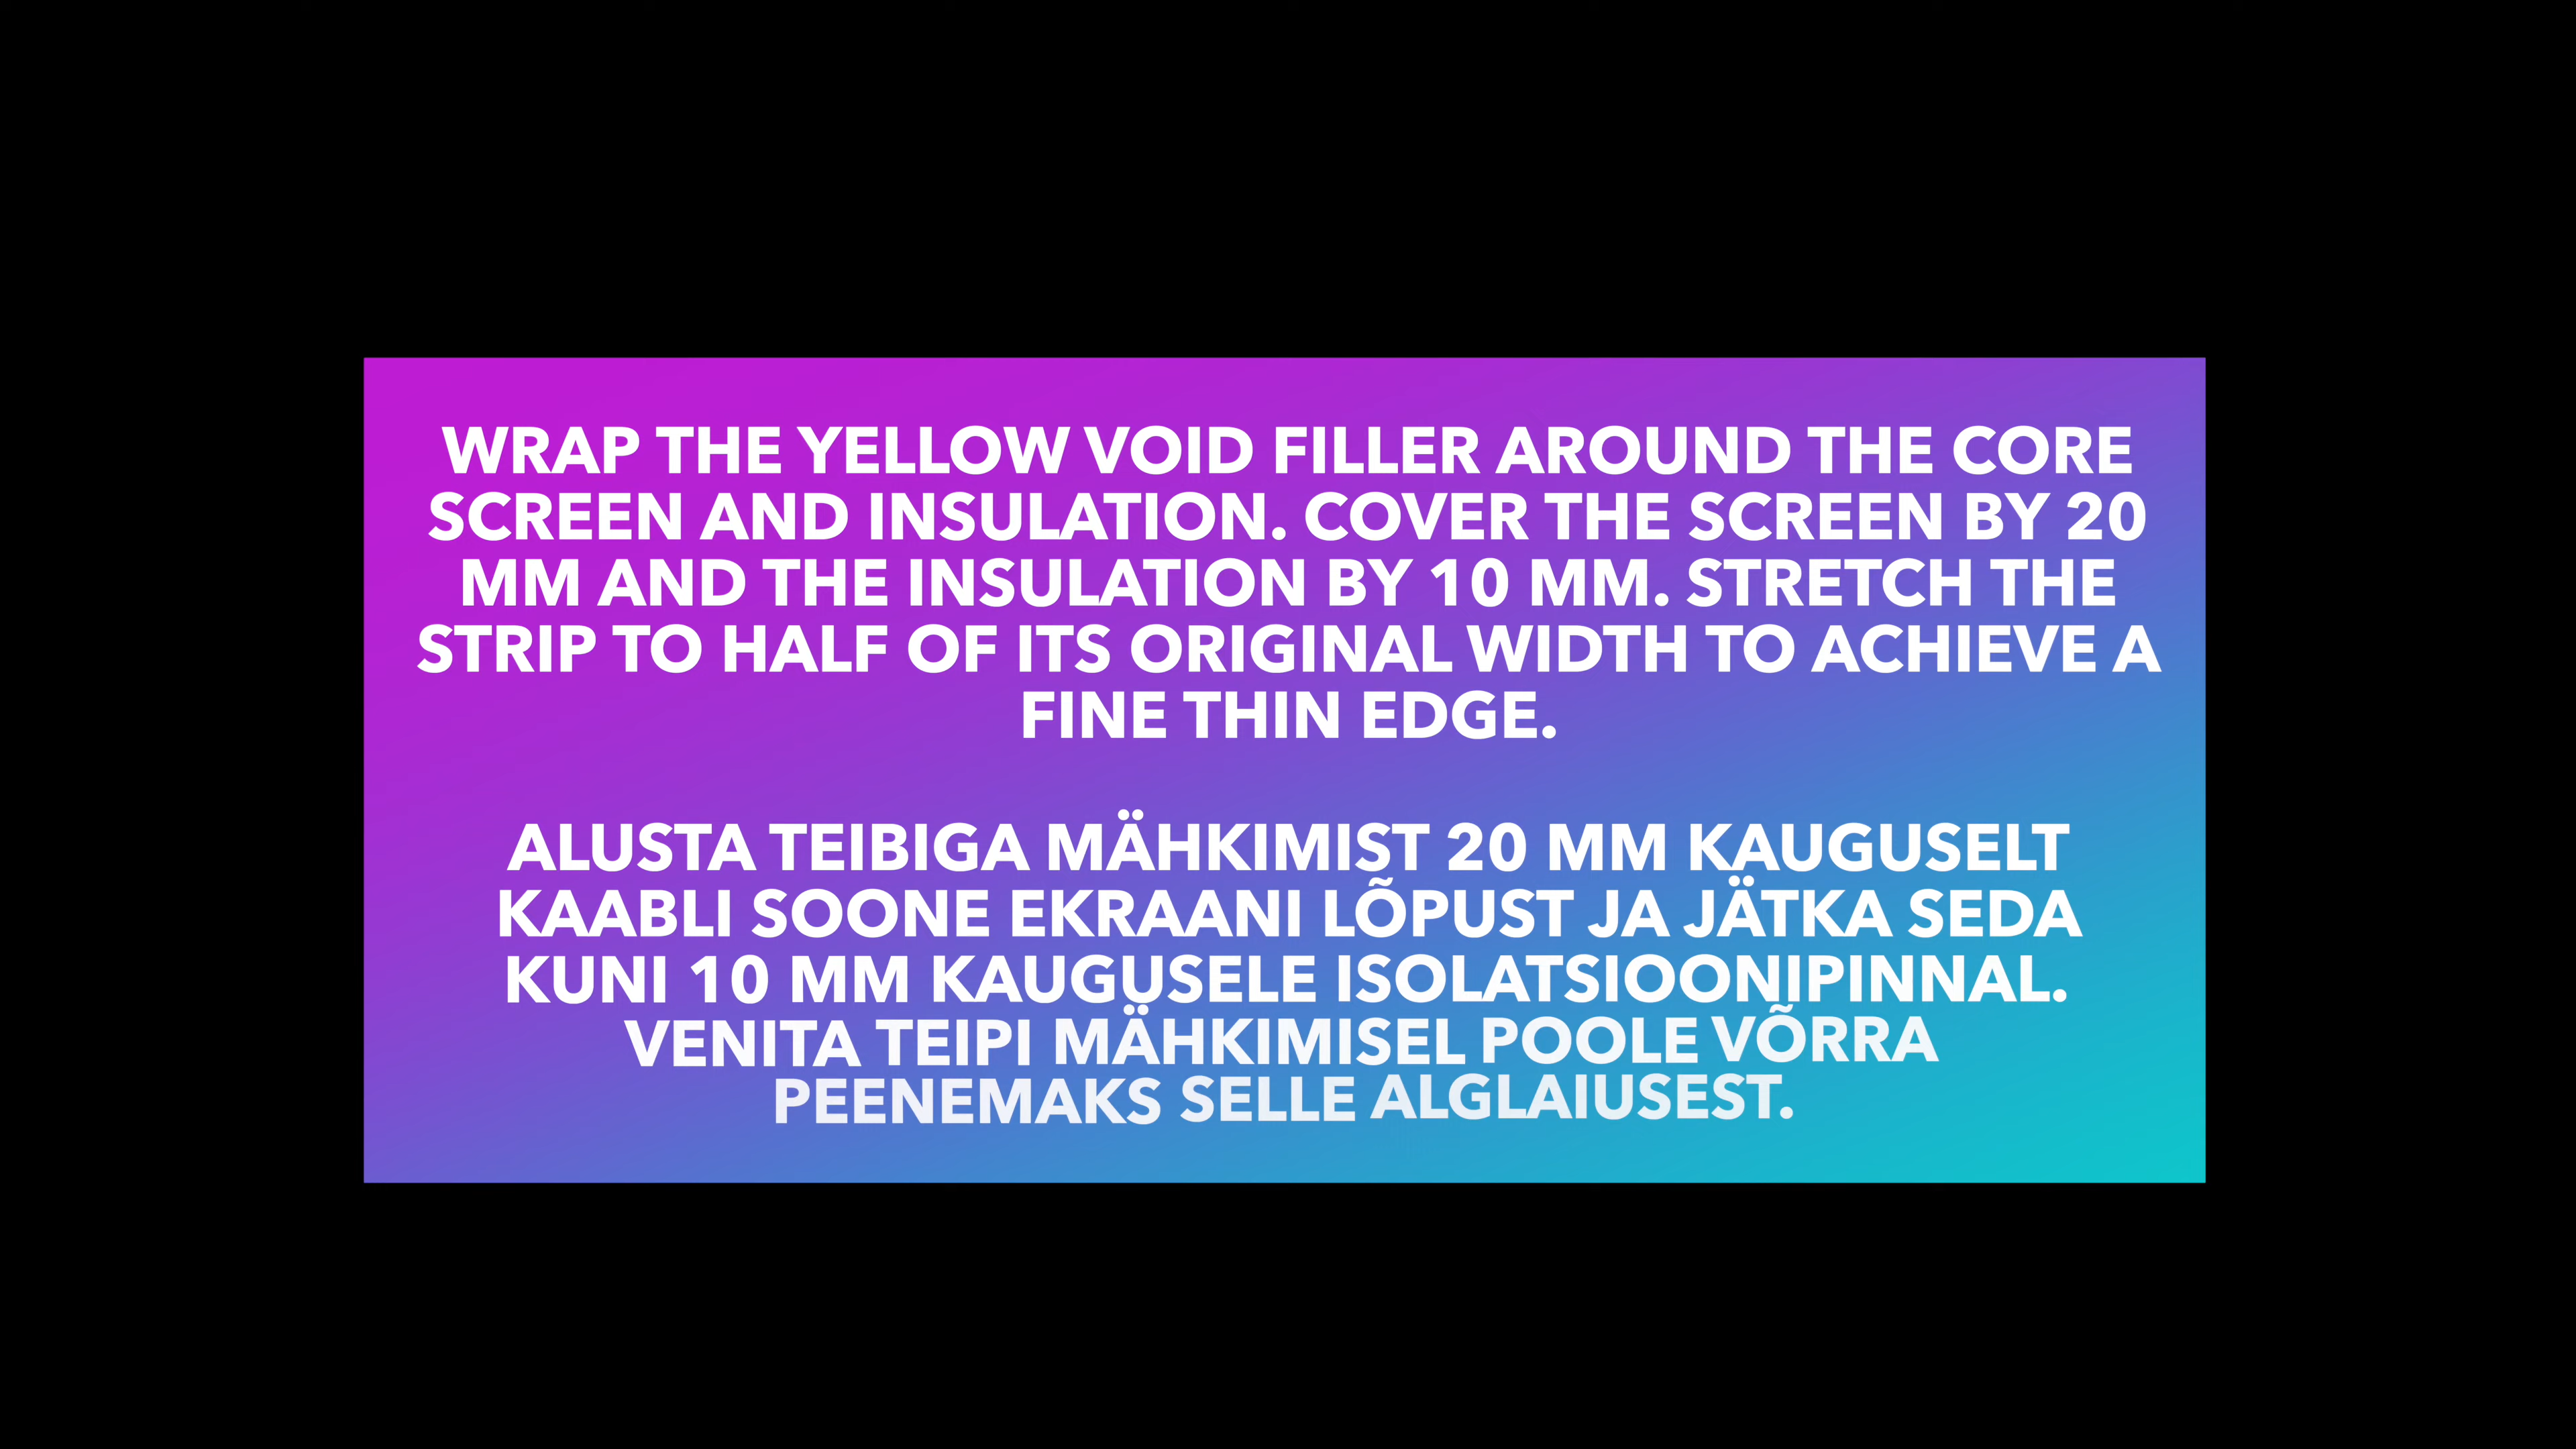 WRAP THE YELLOW VOID FILLER AROUND THE CORE
SCREEN AND INSULATION. COVER THE SCREEN BY 20
MM AND THE INSULATION BY 10 MM. STRETCH THE
STRIP TO HALF OF ITS ORIGINAL WIDTH TO ACHIEVE A
FINE THIN EDGE.
ALUSTA TEIBIGA MÄHKIMIST 20 MM KAUGUSELT
KAABLI SOONE EKRAANI LÕPUST JA JÄTKA SEDA
KUNI 10 MM KAUGUSELE ISOLATSIOONIPINNAL.
VENITA TEIPI MÄHKIMISEL POOLE VÕRRA
PEENEMAKS SELLE ALGLAIUSEST.